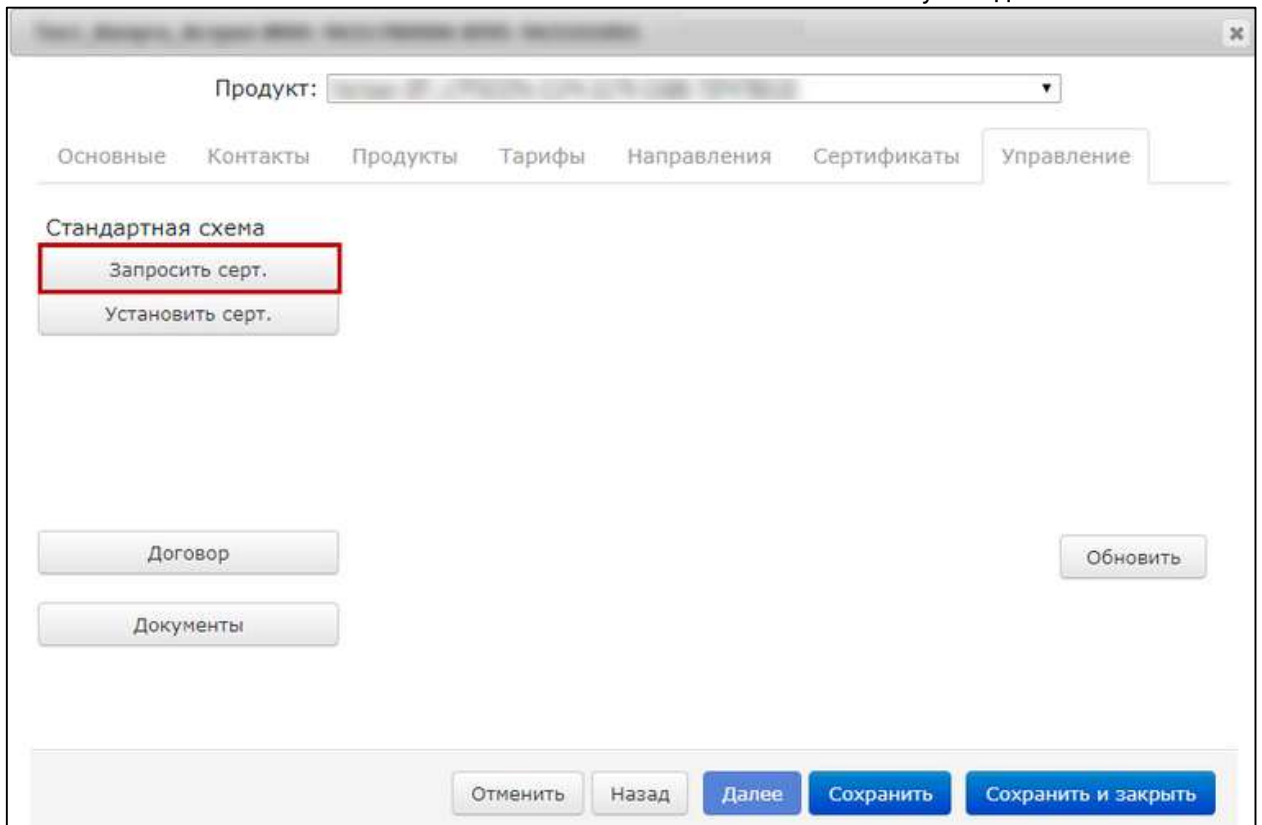 Продукт:
Основные Контакты Продукты Тарифы Направления Сертификаты Управление
Стандартная схема
Запросить серт.
Установить серт.
Договор
Обновить
Документы
Отменить Назад Далее Сохранить Сохранить и закрыть